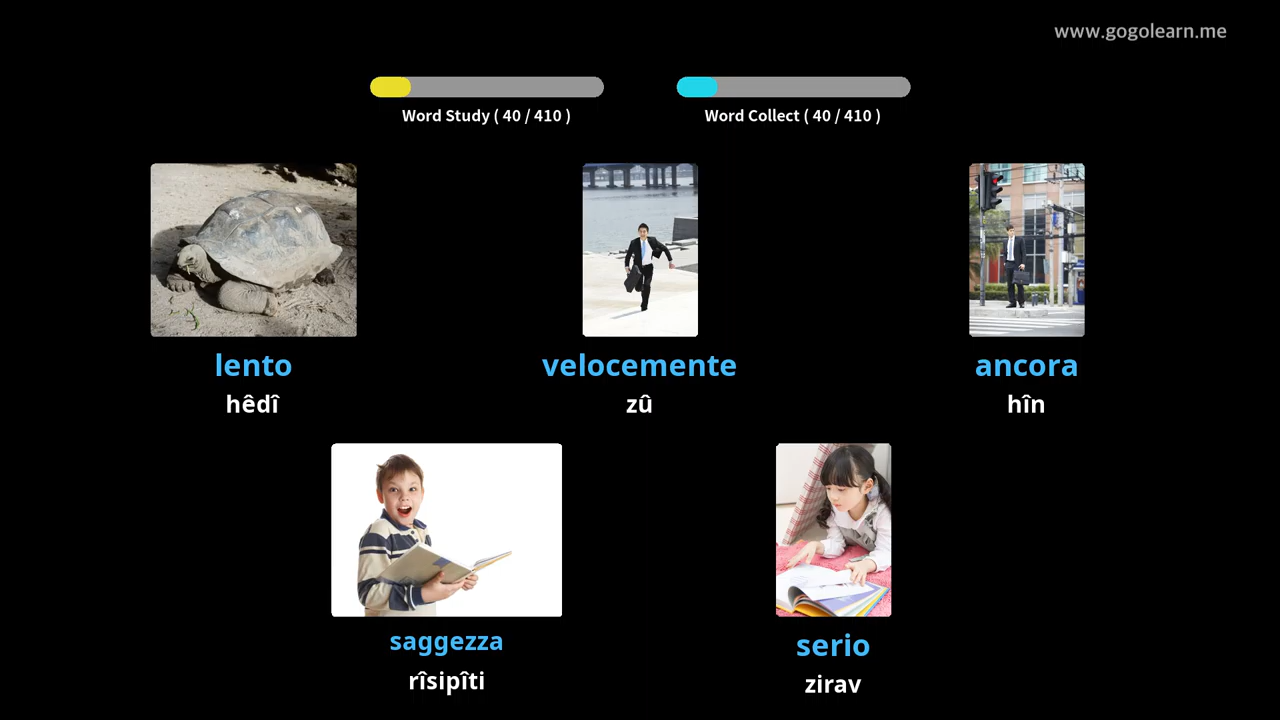 www.gogolearn.me
Word Study ( 40 / 410 )
Word Collect ( 40 / 410 )
lento
velocemente
ancora
hêdî
zû
hîn
saggezza
serio
rîsipîti
zirav